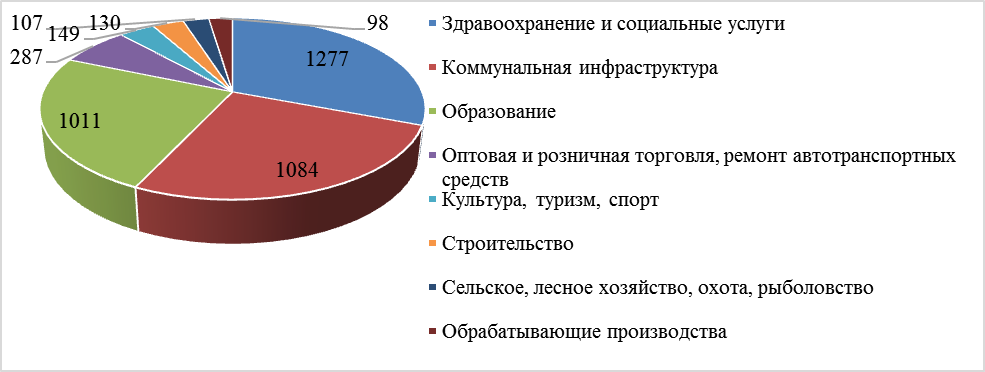 107
130
98
149
287
1277
1011
1084
Здравоохранение и социальные услуги
Коммунальная инфраструктура
Образование
Оптовая и розничная торговля, ремонт автотранспортных
средств
Культура, туризм, спорт
Строительство
Сельское, лесное хозяйство, охота, рыболовство
Обрабатывающие производства